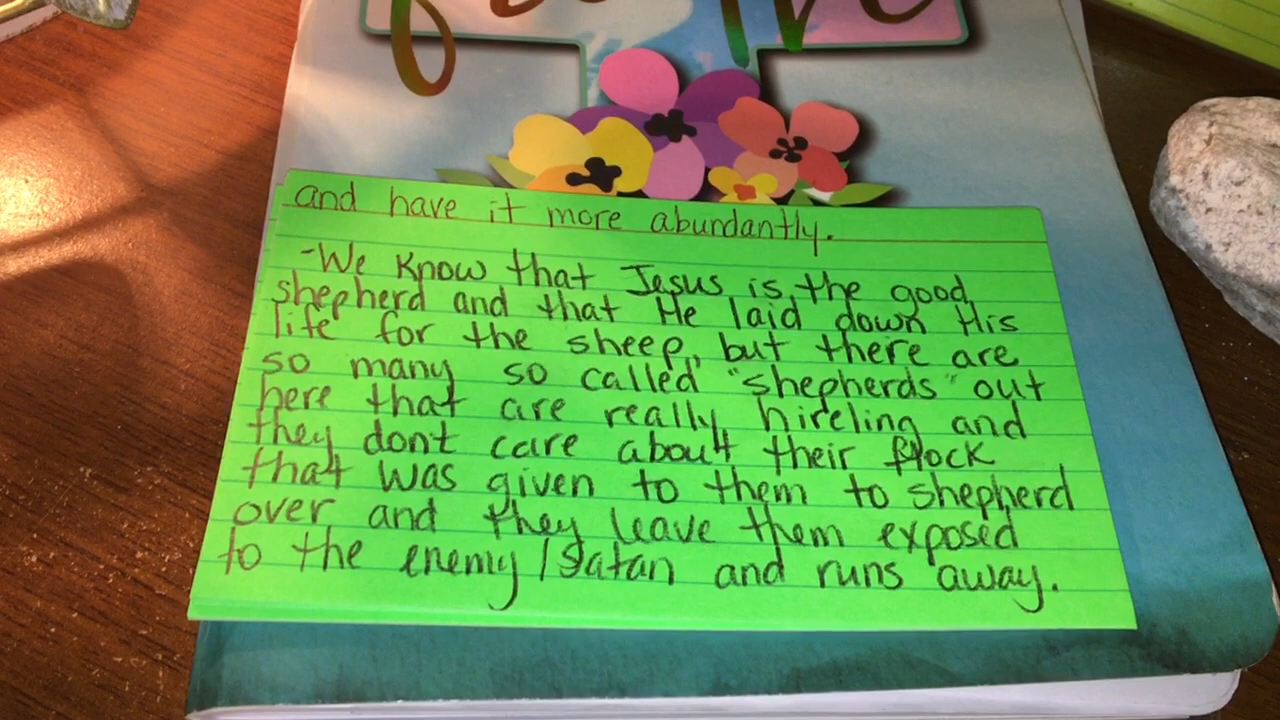 and have it more abundantly.
-We know that Jesus is the good
shepherd and that He laid down His
life for the sheep, but there are
so many so called "shepherds" out
here that are really hireling and
they dont care about their flock
that was given to them to shepherd
over and they leave them exposed
to the enemy/satan and runs away.